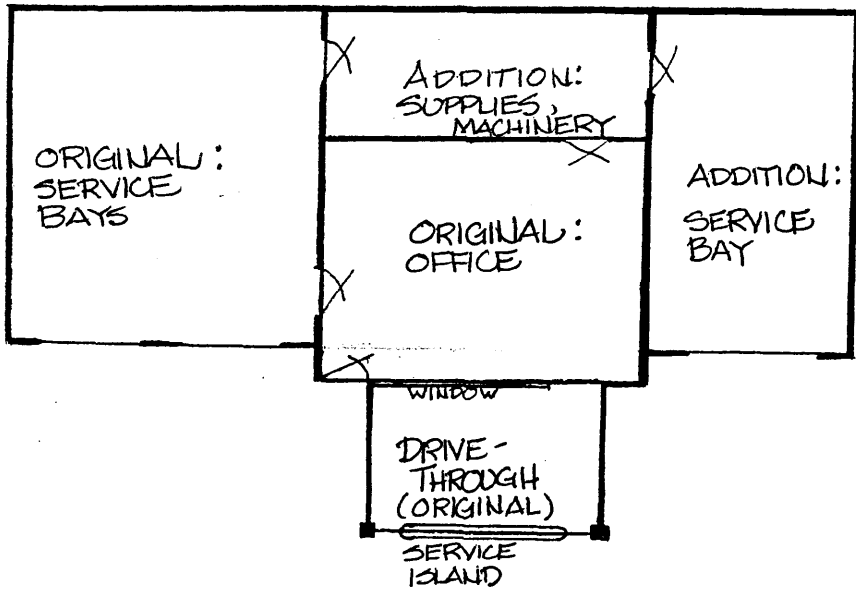 ADDITION:
SUPPLIES,
MACHINERY
ORIGINAL:
SERVICE
BAYS
ADDITION:
SERVICE
BAY
ORIGINAL:
OFFICE
WINDOW
DRIVE-
THROUGH
(ORIGINAL)
SERVICE
ISLAND